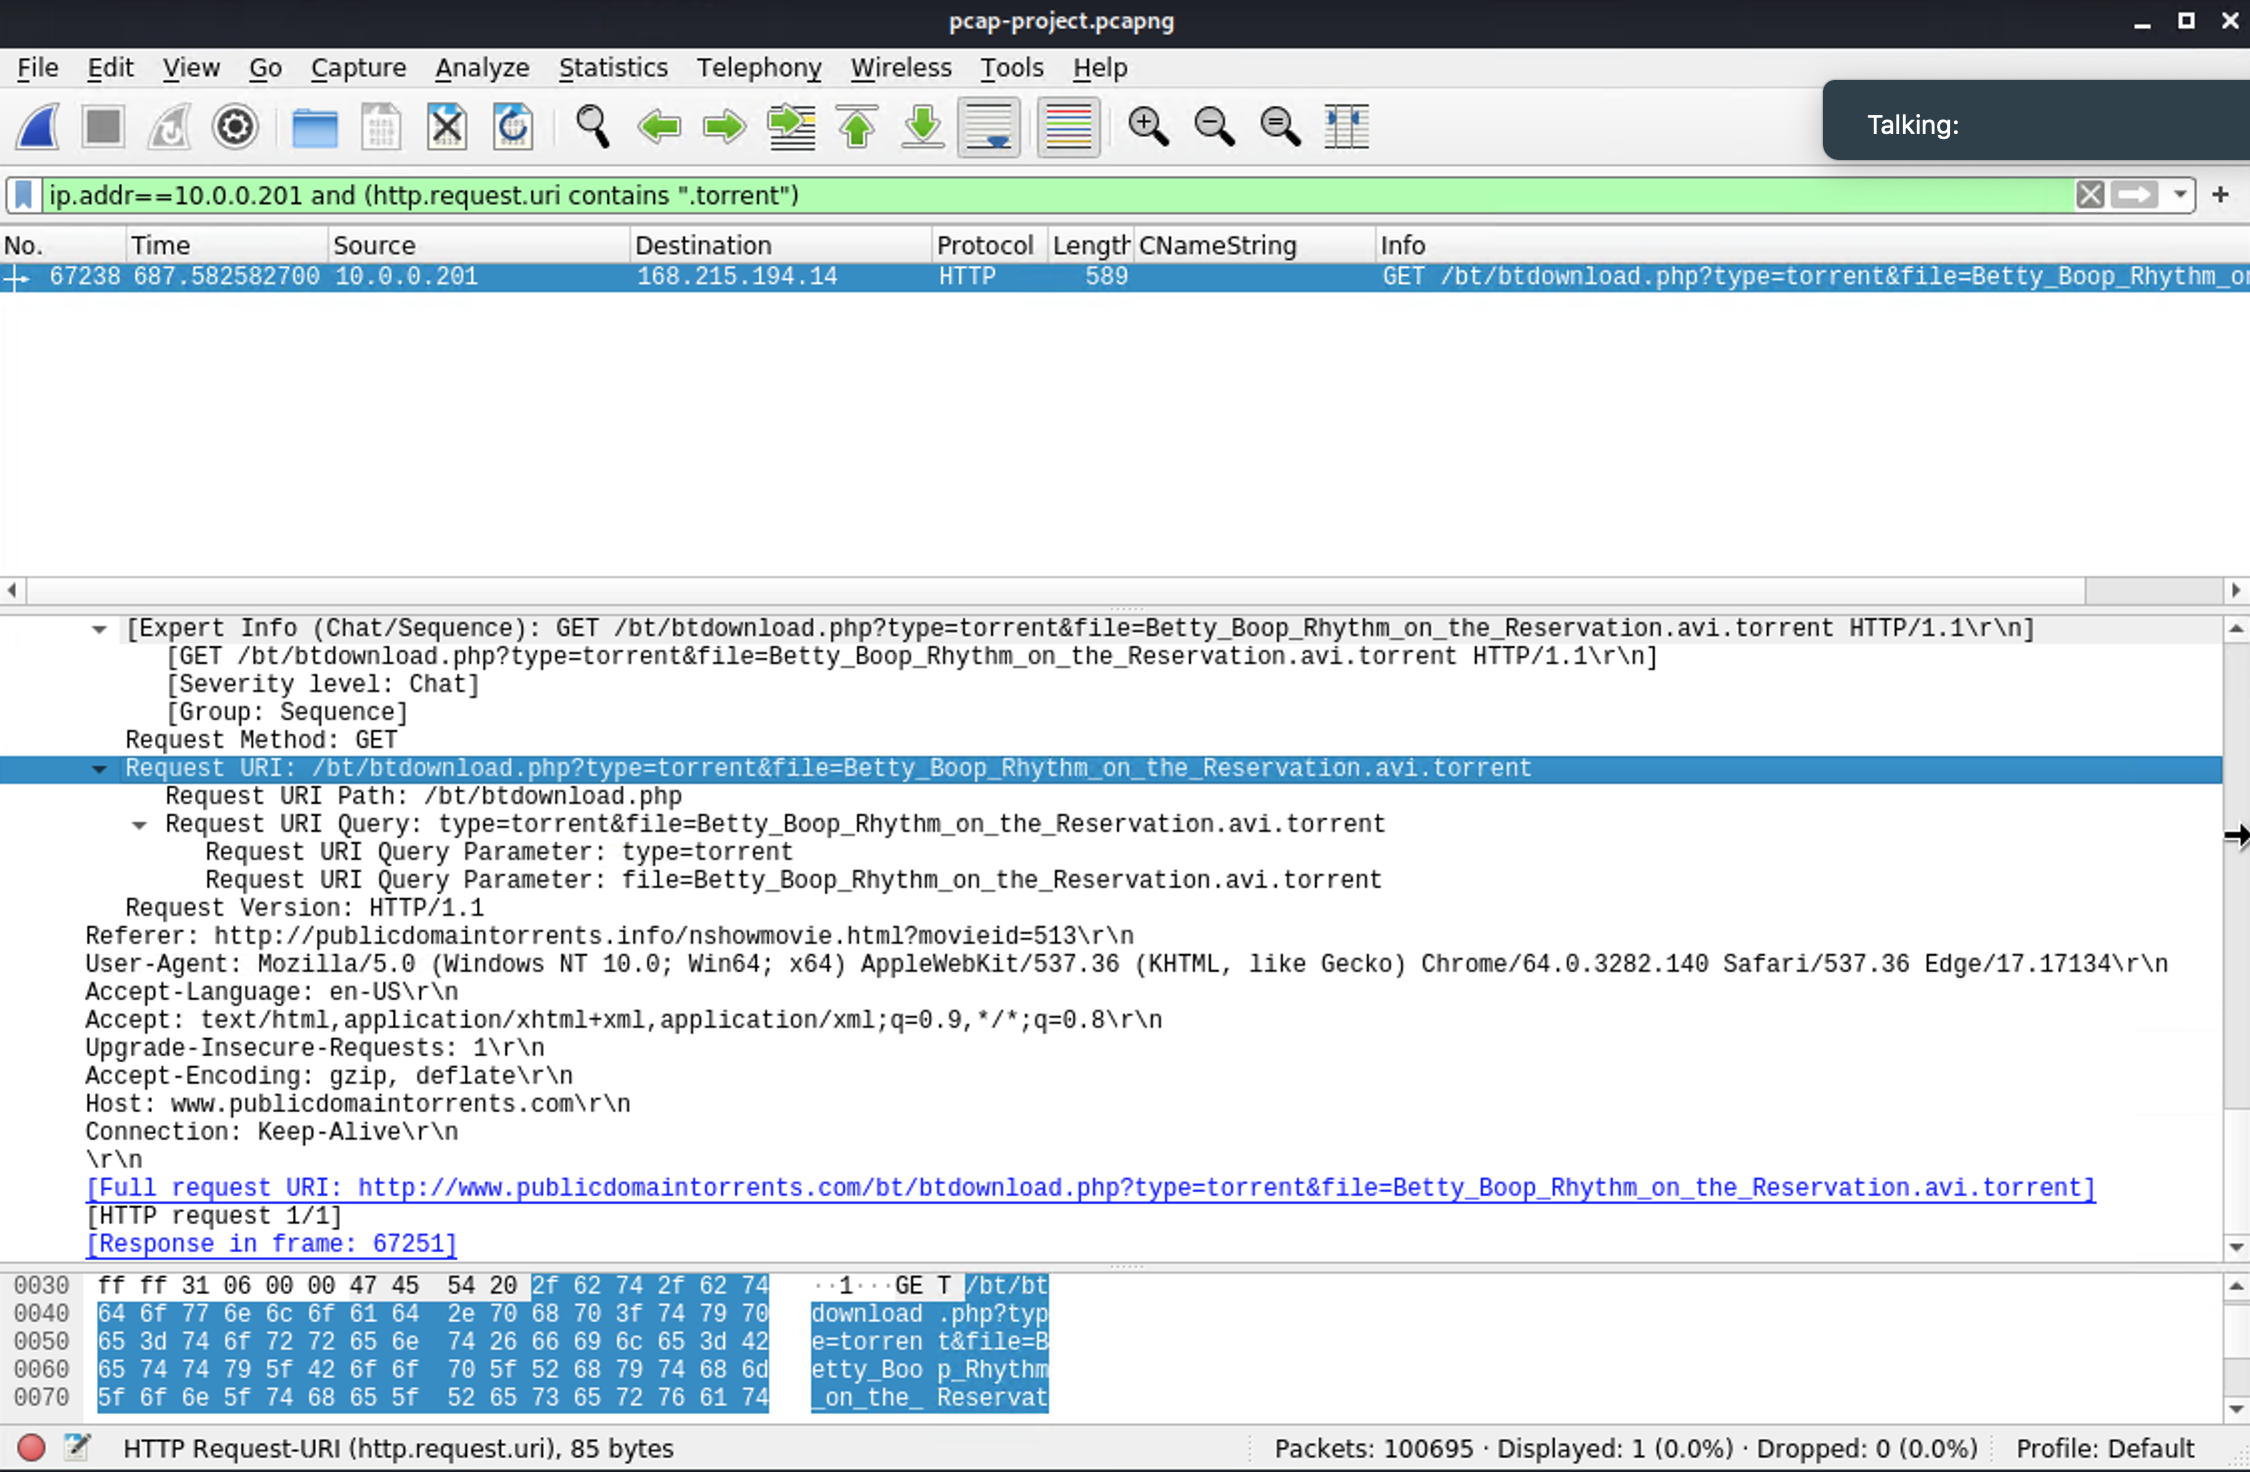 pcap-project.pcapng
File Edit View Go Capture Analyze Statistics Telephony Wireless Tools Help
Talking:
ip.addr==10.0.0.201 and (http.request.uri contains ".torrent")
No. Time Source Destination Protocol Length CNameString Info
67238 687.582582700 10.0.0.201 168.215.194.14 HTTP 589 GET /bt/btdownload.php?type=torrent&file=Betty_Boop_Rhythm_on
[Expert Info (Chat/Sequence): GET /bt/btdownload.php?type=torrent&file=Betty_Boop_Rhythm_on_the_Reservation.avi.torrent HTTP/1.1\r\n]
[GET /bt/btdownload.php?type=torrent&file=Betty_Boop_Rhythm_on_the_Reservation.avi.torrent HTTP/1.1\r\n]
[Severity level: Chat]
[Group: Sequence]
Request Method: GET
Request URI: /bt/btdownload.php?type=torrent&file=Betty_Boop_Rhythm_on_the_Reservation.avi.torrent
Request URI Path: /bt/btdownload.php
Request URI Query: type=torrent&file=Betty_Boop_Rhythm_on_the_Reservation.avi.torrent
Request URI Query Parameter: type=torrent
Request URI Query Parameter: file=Betty_Boop_Rhythm_on_the_Reservation.avi.torrent
Request Version: HTTP/1.1
Referer: http://publicdomaintorrents.info/nshowmovie.html?movieid=513\r\n
User-Agent: Mozilla/5.0 (Windows NT 10.0; Win64; x64) AppleWebKit/537.36 (KHTML, like Gecko) Chrome/64.0.3282.140 Safari/537.36 Edge/17.17134\r\n
Accept-Language: en-US\r\n
Accept: text/html,application/xhtml+xml,application/xml;q=0.9,*/*;q=0.8\r\n
Upgrade-Insecure-Requests: 1\r\n
Accept-Encoding: gzip, deflate\r\n
Host: www.publicdomaintorrents.com\r\n
Connection: Keep-Alive\r\n
\r\n
[Full request URI: http://www.publicdomaintorrents.com/bt/btdownload.php?type=torrent&file=Betty_Boop_Rhythm_on_the_Reservation.avi.torrent]
[HTTP request 1/1]
[Response in frame: 67251]
0030 ff ff 31 06 00 00 47 45 54 20 2f 62 74 2f 62 74 ··1···GE T /bt/bt
0040 64 6f 77 6e 6c 6f 61 64 2e 70 68 70 3f 74 79 70 download .php?typ
0050 65 3d 74 6f 72 72 65 6e 74 26 66 69 6c 65 3d 42 e=torren t&file=B
0060 65 74 74 79 5f 42 6f 6f 70 5f 52 68 79 74 68 6d etty_Boo p_Rhythm
0070 5f 6f 6e 5f 74 68 65 5f 52 65 73 65 72 76 61 74 _on_the_ Reservat
HTTP Request-URI (http.request.uri), 85 bytes Packets: 100695 · Displayed: 1 (0.0%) · Dropped: 0 (0.0%) Profile: Default